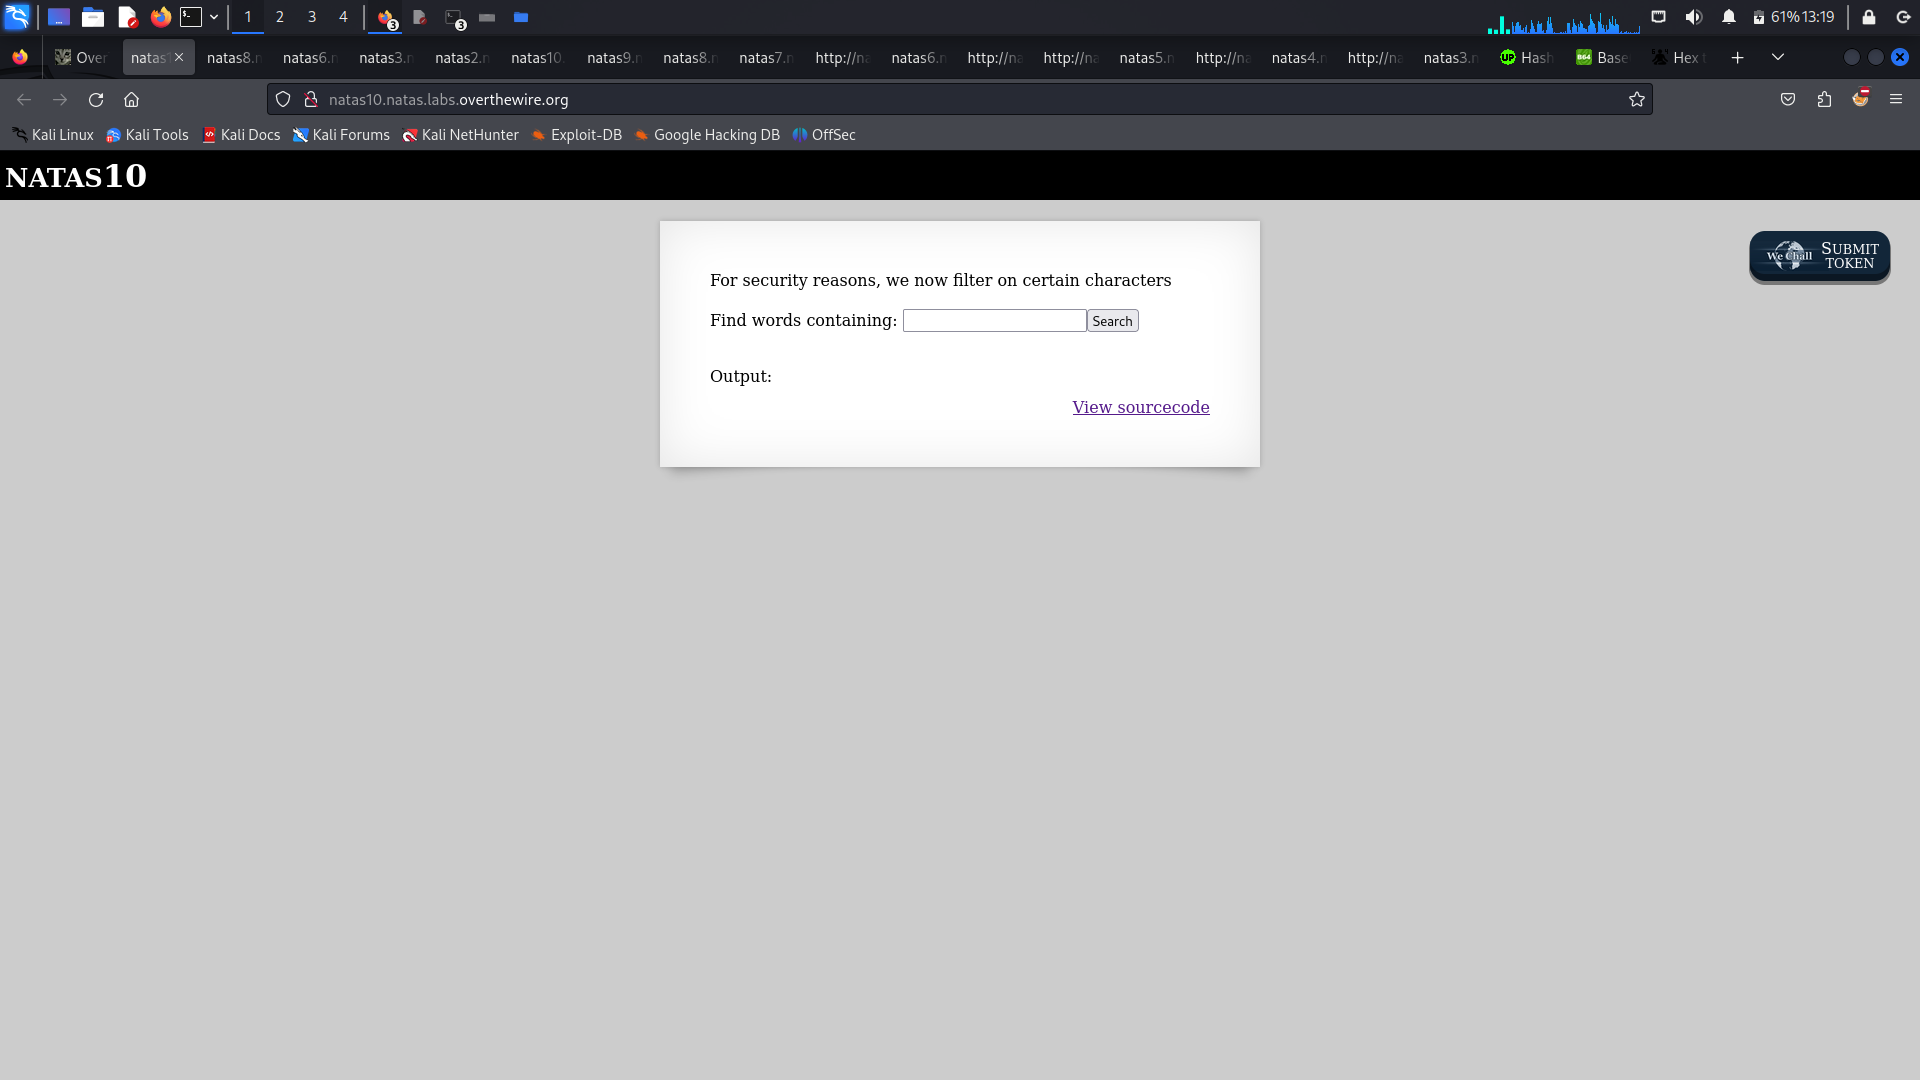 1 2 3 4 3 3 61% 13:19
Over natas1 natas8.n natas6.n natas3.n natas2.n natas10. natas9.n natas8.n natas7.n http://na natas6.n http://na http://na natas5.n http://na natas4.n http://na natas3.n Hash Base Hex t
natas10.natas.labs.overthewire.org
Kali Linux Kali Tools Kali Docs Kali Forums Kali NetHunter Exploit-DB Google Hacking DB OffSec
NATAS10
We Chall SUBMIT TOKEN
For security reasons, we now filter on certain characters
Find words containing: Search
Output:
View sourcecode